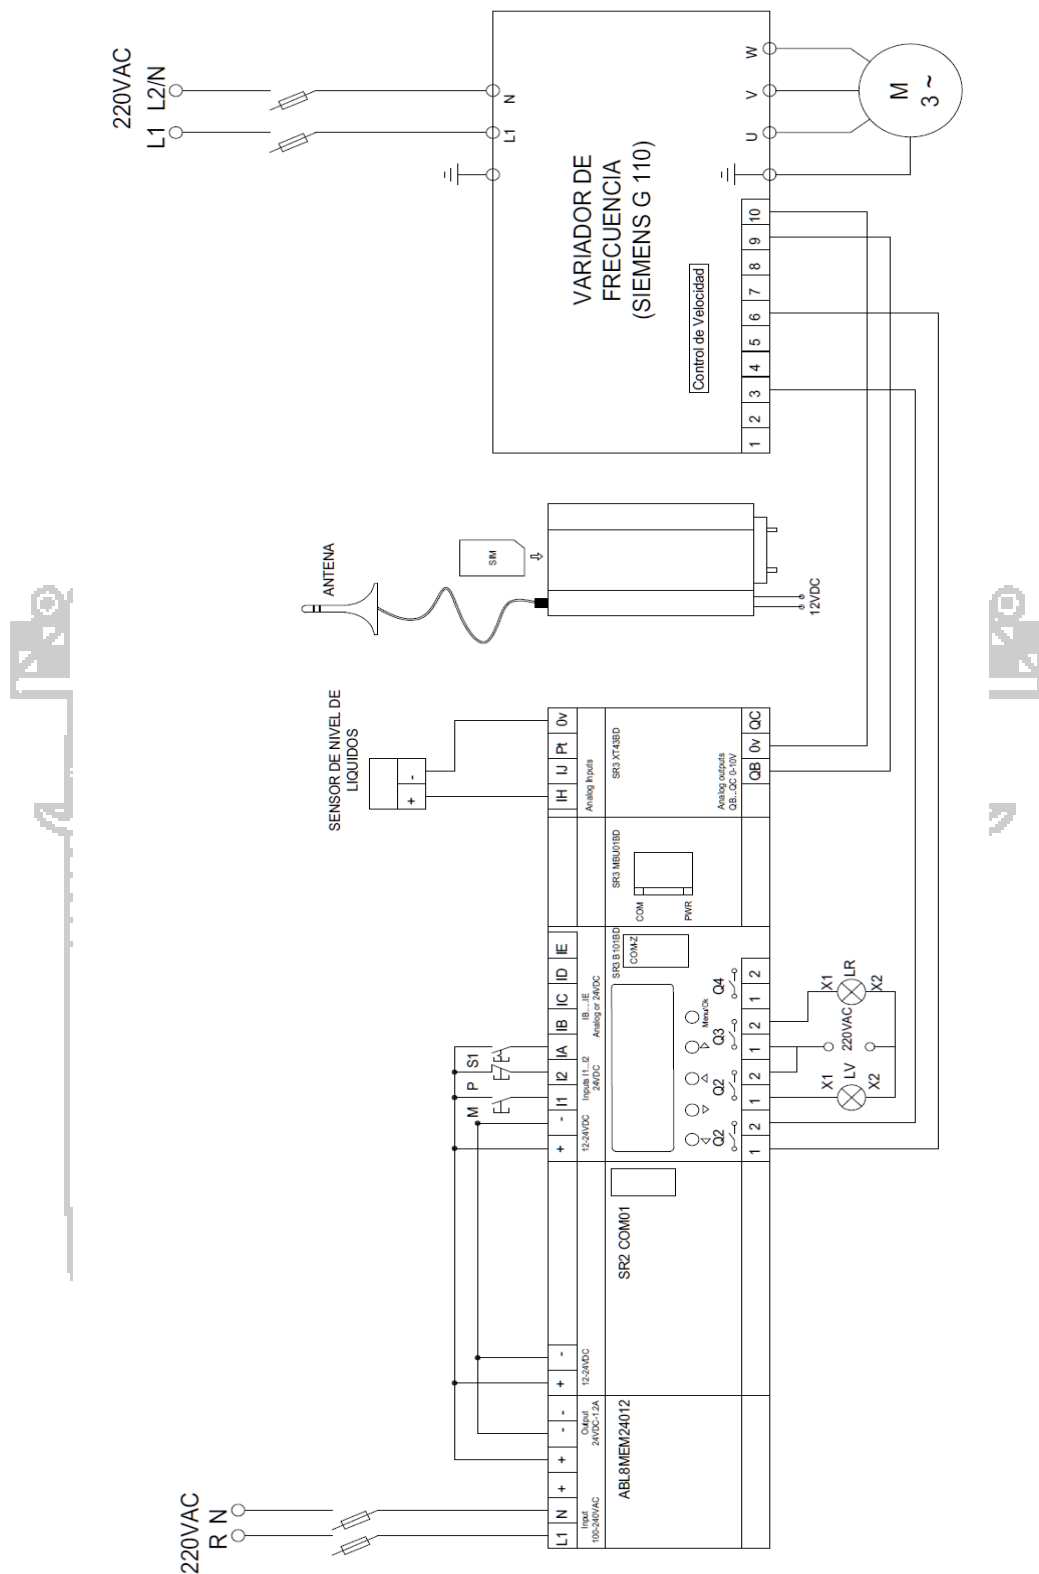 220VAC
R N
L1 N + + - -
Input
100-240VAC
Output
24VDC-1.2A
ABL8MEM24012
+ -
12-24VDC
SR2 COM01
M P S1
+ - I1 I2 IA IB IC ID IE
12-24VDC
Inputs I1...I2
24VDC
IB....IE
Analog or 24VDC
SR3 B101BD
COM-Z
Menu/Ok
Q2 Q2 Q3 Q4
1 2 1 2 1 2 1 2
X1 LV X2
220VAC
X1 LR X2
SR3 MBU01BD
COM
PWR
SENSOR DE NIVEL DE
LIQUIDOS
+ -
IH IJ Pt 0v
Analog Inputs
SR3 XT43BD
Analog outputs
QB...QC 0-10V
QB 0v QC
ANTENA
SIM
12VDC
220VAC
L1 L2/N
L1 N
VARIADOR DE
FRECUENCIA
(SIEMENS G 110)
Control de Velocidad
1 2 3 4 5 6 7 8 9 10
U V W
M
3 ~